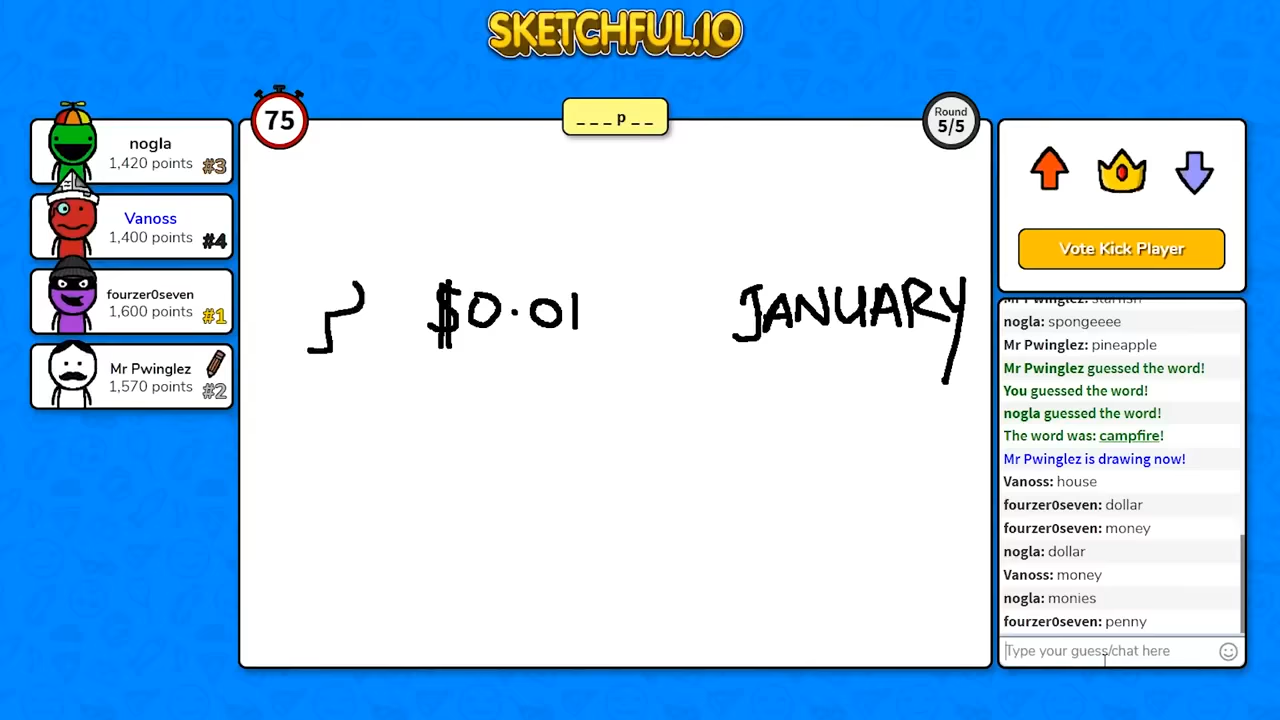 SKETCHFUL.IO
75
_ _ _ p _ _
Round
5/5
nogla
1,420 points
#3
Vanoss
1,400 points
#4
fourzer0seven
1,600 points
#1
Mr Pwinglez
1,570 points
#2
$0.01
JANUARY
Vote Kick Player
Mr Pwinglez: starfish
nogla: spongeeee
Mr Pwinglez: pineapple
Mr Pwinglez guessed the word!
You guessed the word!
nogla guessed the word!
The word was: campfire!
Mr Pwinglez is drawing now!
Vanoss: house
fourzer0seven: dollar
fourzer0seven: money
nogla: dollar
Vanoss: money
nogla: monies
fourzer0seven: penny
Type your guess/chat here